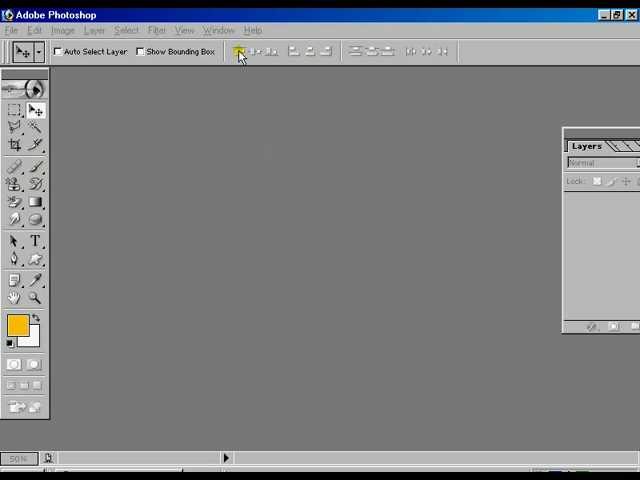 Adobe Photoshop
File Edit Image Layer Select Filter View Window Help
Auto Select Layer Show Bounding Box
Layers
Normal
Lock:
T
50%